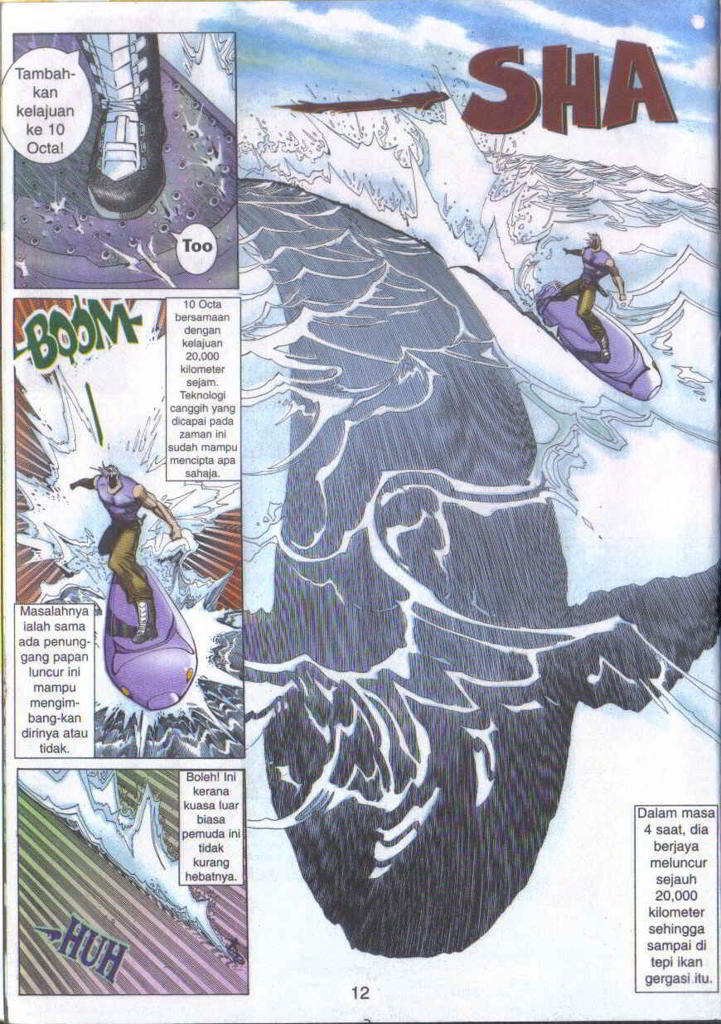 Tambah-
kan
kelajuan
ke 10
Octa!
Too
SHA
BOOM
10 Octa
bersamaan
dengan
kelajuan
20,000
kilometer
sejam.
Teknologi
canggih yang
dicapai pada
zaman ini
sudah mampu
mencipta apa
sahaja.
Masalahnya
ialah sama
ada penung-
gang papan
luncur ini
mampu
mengim-
bang-kan
dirinya atau
tidak.
Boleh! Ini
kerana
kuasa luar
biasa
pemuda ini
tidak
kurang
hebatnya.
HUH
Dalam masa
4 saat, dia
berjaya
meluncur
sejauh
20,000
kilometer
sehingga
sampai di
tepi ikan
gergasi itu.
12